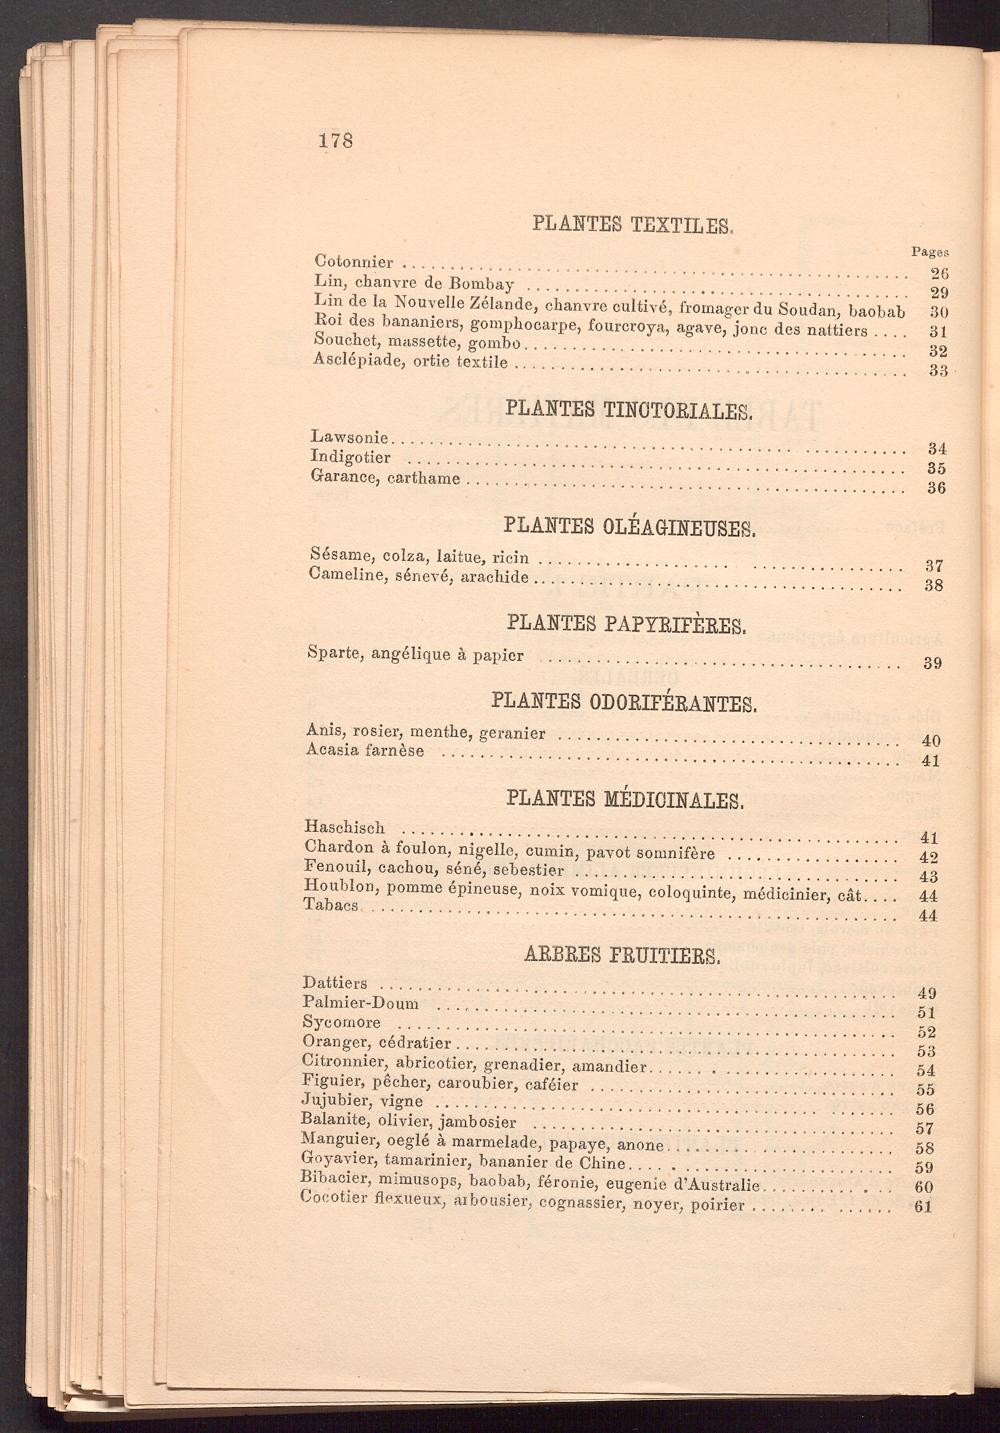 178
PLANTES TEXTILES.
Pages
Cotonnier ........ 26
Lin, chanvre de Bombay ........ 29
Lin de la Nouvelle Zélande, chanvre cultivé, fromager du Soudan, baobab 30
Roi des bananiers, gomphocarpe, fourcroya, agave, jonc des nattiers .... 31
Souchet, massette, gombo ........ 32
Asclépiade, ortie textile ........ 33
PLANTES TINCTORIALES.
Lawsonie ........ 34
Indigotier ........ 35
Garance, carthame ........ 36
PLANTES OLÉAGINEUSES.
Sésame, colza, laitue, ricin ........ 37
Cameline, sénevé, arachide ........ 38
PLANTES PAPYRIFÈRES.
Sparte, angélique à papier ........ 39
PLANTES ODORIFÉRANTES.
Anis, rosier, menthe, geranier ........ 40
Acasia farnèse ........ 41
PLANTES MÉDICINALES.
Haschisch ........ 41
Chardon à foulon, nigelle, cumin, pavot somnifère ........ 42
Fenouil, cachou, séné, sebestier ........ 43
Houblon, pomme épineuse, noix vomique, coloquinte, médicinier, cât.... 44
Tabacs ........ 44
ARBRES FRUITIERS.
Dattiers ........ 49
Palmier-Doum ........ 51
Sycomore ........ 52
Oranger, cédratier ........ 53
Citronnier, abricotier, grenadier, amandier ........ 54
Figuier, pêcher, caroubier, caféier ........ 55
Jujubier, vigne ........ 56
Balanite, olivier, jambosier ........ 57
Manguier, oeglé à marmelade, papaye, anone ........ 58
Goyavier, tamarinier, bananier de Chine ........ 59
Bibacier, mimusops, baobab, féronie, eugenie d'Australie ........ 60
Cocotier flexueux, arbousier, cognassier, noyer, poirier ........ 61